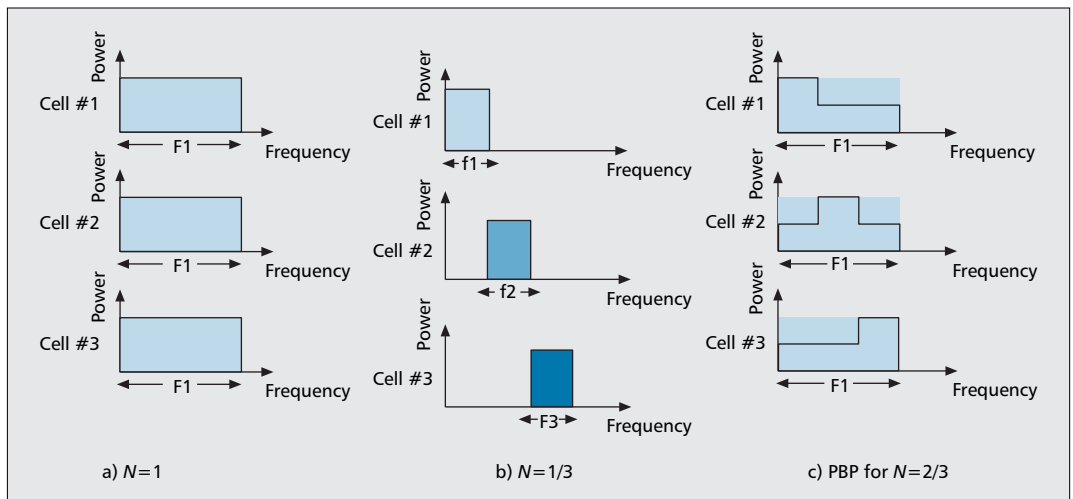 Power
Cell #1
F1
Frequency
Power
Cell #2
F1
Frequency
Power
Cell #3
F1
Frequency
a) N=1
Power
Cell #1
f1
Frequency
Power
Cell #2
f2
Frequency
Power
Cell #3
F3
Frequency
b) N=1/3
Power
Cell #1
F1
Frequency
Power
Cell #2
F1
Frequency
Power
Cell #3
F1
Frequency
c) PBP for N=2/3